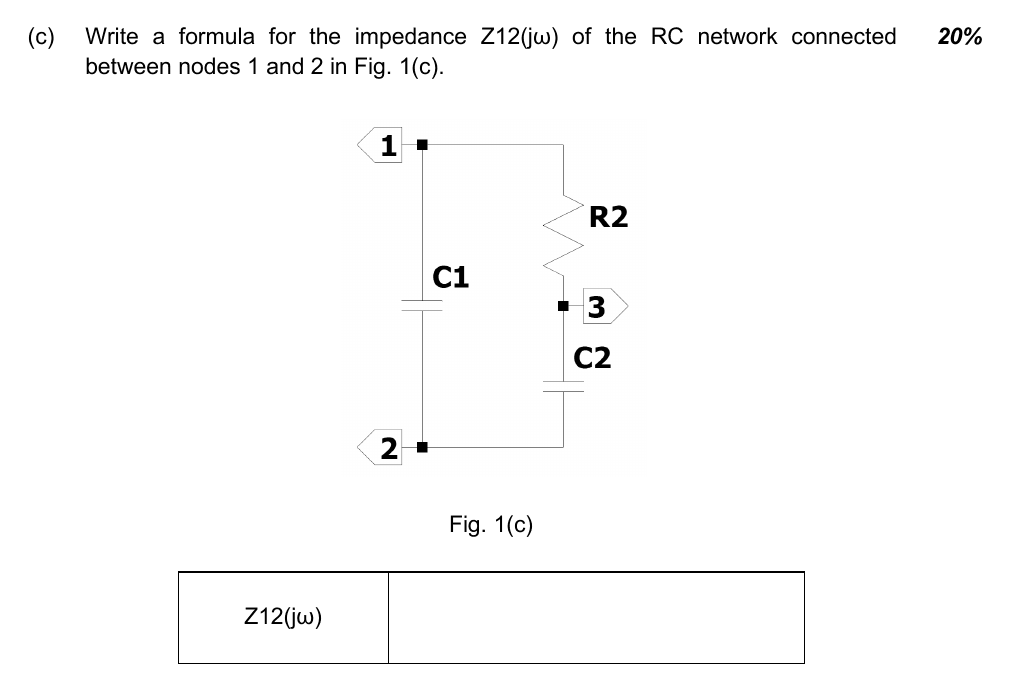 (c) Write a formula for the impedance Z12(jω) of the RC network connected 20%
between nodes 1 and 2 in Fig. 1(c).
1
R2
C1
3
C2
2
Fig. 1(c)
Z12(jω)